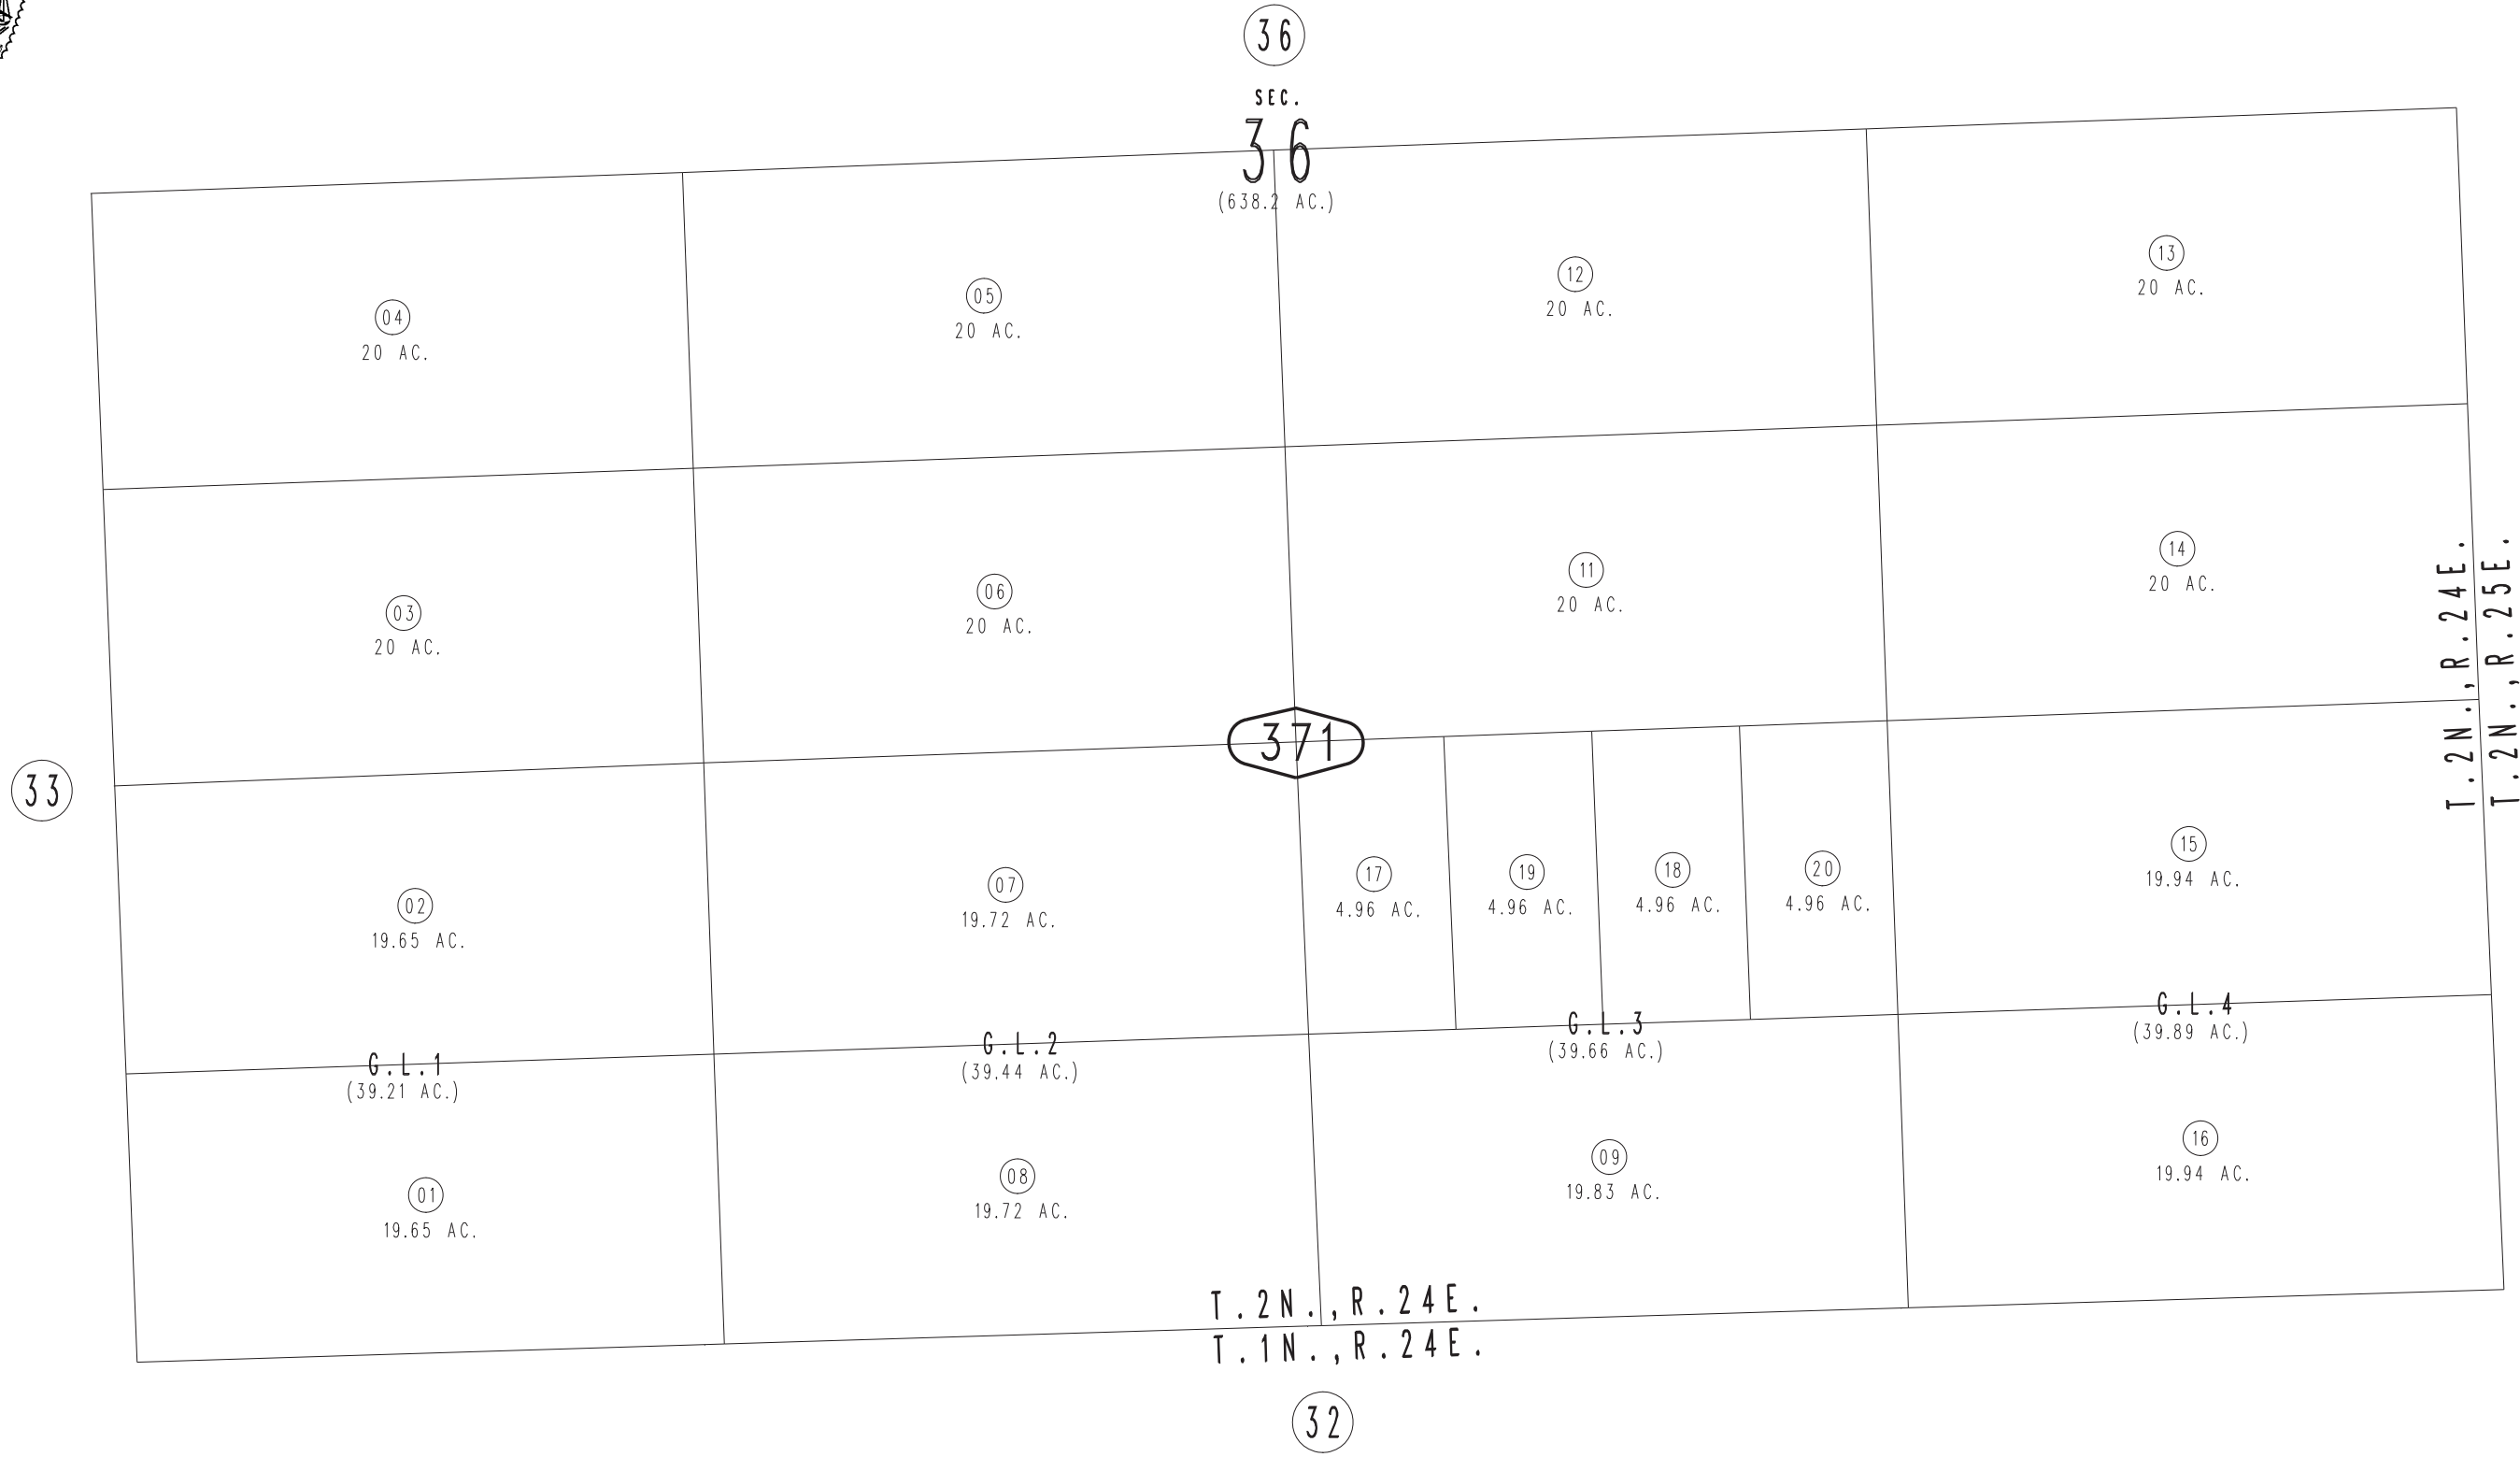 36
SEC.
36
(638.2 AC.)
04
20 AC.
05
20 AC.
12
20 AC.
13
20 AC.
03
20 AC.
06
20 AC.
11
20 AC.
14
20 AC.
T.2N.,R.24E.
T.2N.,R.25E.
371
33
02
19.65 AC.
07
19.72 AC.
17
4.96 AC.
19
4.96 AC.
18
4.96 AC.
20
4.96 AC.
15
19.94 AC.
G.L.1
(39.21 AC.)
G.L.2
(39.44 AC.)
G.L.3
(39.66 AC.)
G.L.4
(39.89 AC.)
01
19.65 AC.
08
19.72 AC.
09
19.83 AC.
16
19.94 AC.
T.2N.,R.24E.
T.1N.,R.24E.
32